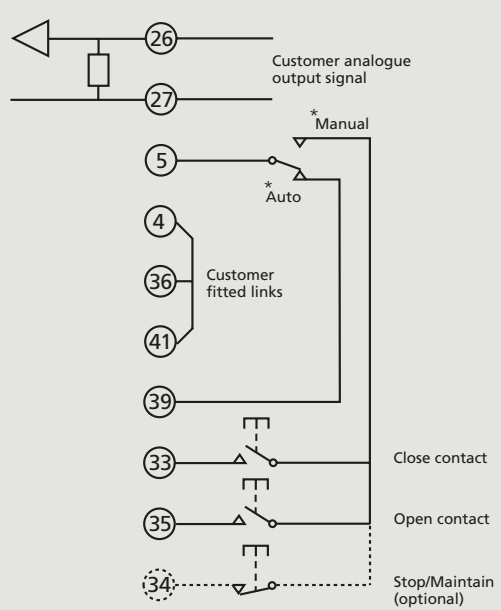 26
Customer analogue
output signal
27
*Manual
5
*Auto
4
36
Customer
fitted links
41
39
33
Close contact
35
Open contact
34
Stop/Maintain
(optional)